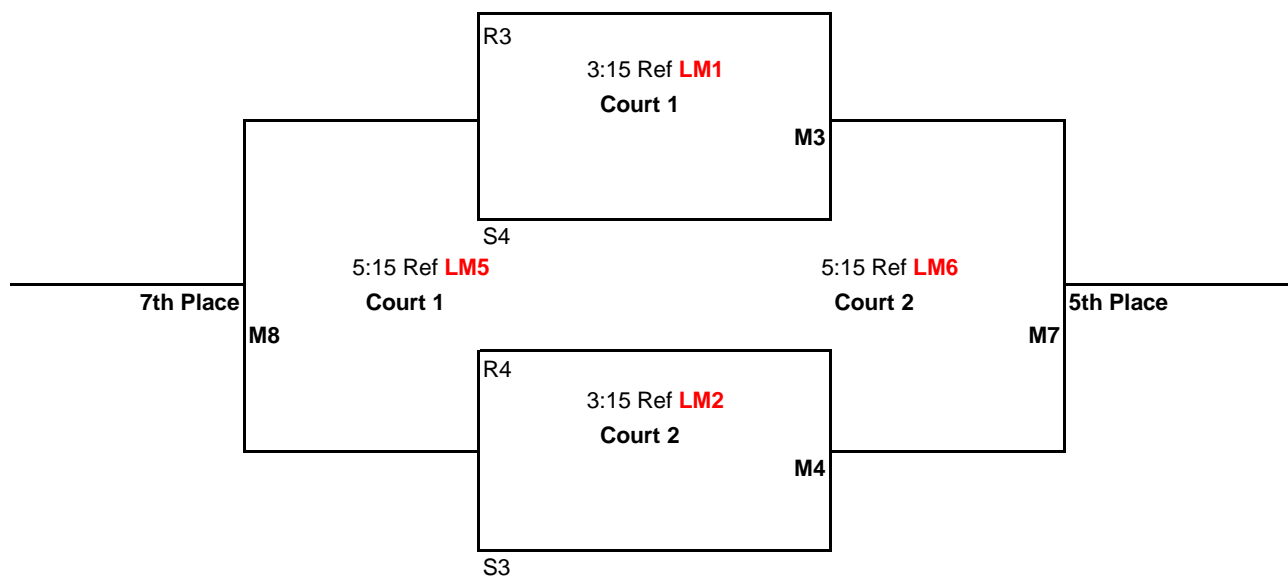 R3
3:15 Ref LM1
Court 1
M3
S4
5:15 Ref LM5
Court 1
5:15 Ref LM6
Court 2
7th Place
5th Place
M8
M7
R4
3:15 Ref LM2
Court 2
M4
S3